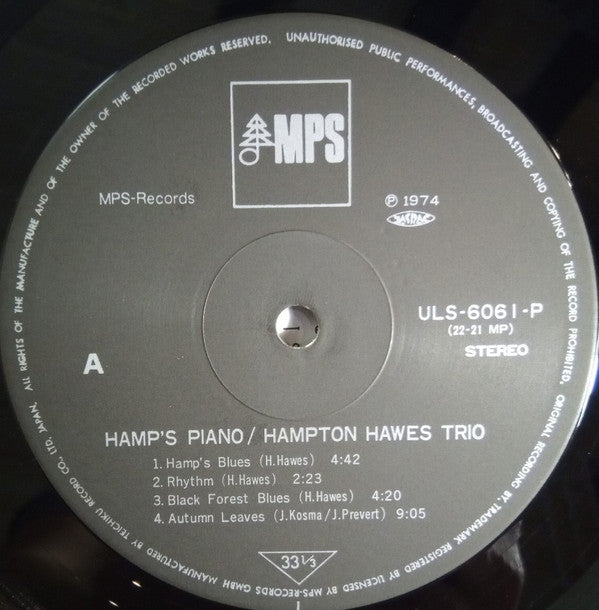 ALL RIGHTS OF THE MANUFACTURE AND OF THE OWNER OF THE RECORDED WORKS RESERVED. UNAUTHORISED PUBLIC PERFORMANCES, BROADCASTING AND COPYING OF THE RECORD PROHIBITED.
MPS
MPS-Records
Ⓟ 1974
JASRAC
ULS-6061-P
(22-21 MP)
STEREO
A
HAMP'S PIANO / HAMPTON HAWES TRIO
1. Hamp's Blues (H.Hawes) 4:42
2. Rhythm (H.Hawes) 2:23
3. Black Forest Blues (H.Hawes) 4:20
4. Autumn Leaves (J.Kosma/J.Prevert) 9:05
33⅓
MANUFACTURED BY TEICHIKU RECORD CO., LTD. JAPAN.
ORIGINAL RECORDING BY, TRADEMARK REGISTERED BY, LICENSED BY MPS-RECORDS GMBH